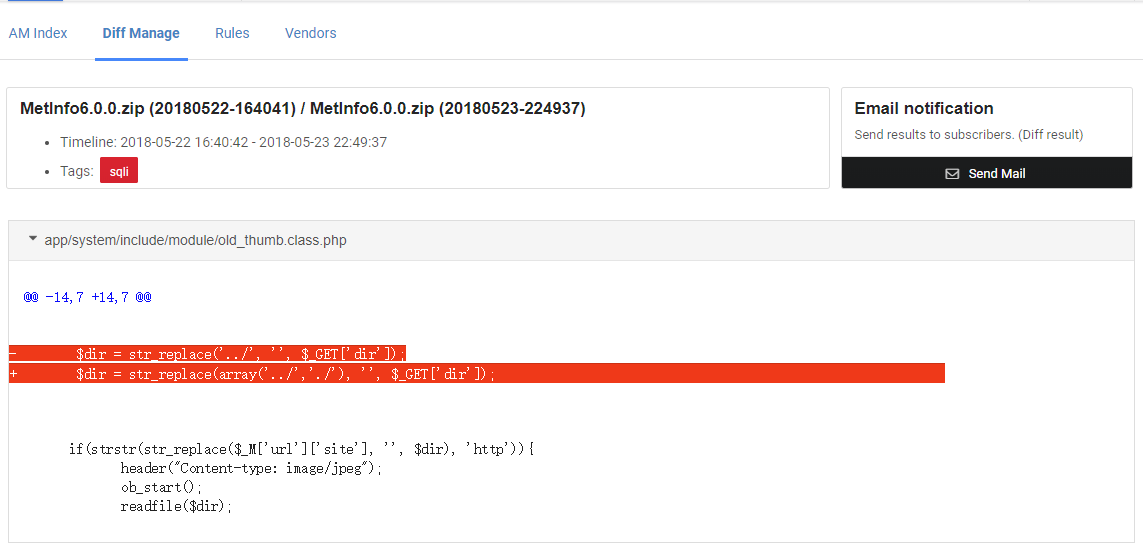 AM Index Diff Manage Rules Vendors
MetInfo6.0.0.zip (20180522-164041) / MetInfo6.0.0.zip (20180523-224937)
Timeline: 2018-05-22 16:40:42 - 2018-05-23 22:49:37
Tags: sqli
Email notification
Send results to subscribers. (Diff result)
Send Mail
app/system/include/module/old_thumb.class.php
@@ -14,7 +14,7 @@
- $dir = str_replace('../', '', $_GET['dir']);
+ $dir = str_replace(array('../','./'), '', $_GET['dir']);
if(strstr(str_replace($_M['url']['site'], '', $dir), 'http')){
header("Content-type: image/jpeg");
ob_start();
readfile($dir);